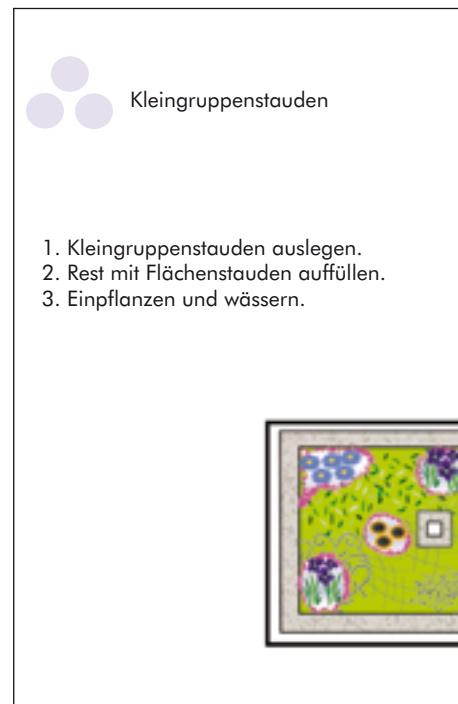 Kleingruppenstauden
1. Kleingruppenstauden auslegen.
2. Rest mit Flächenstauden auffüllen.
3. Einpflanzen und wässern.